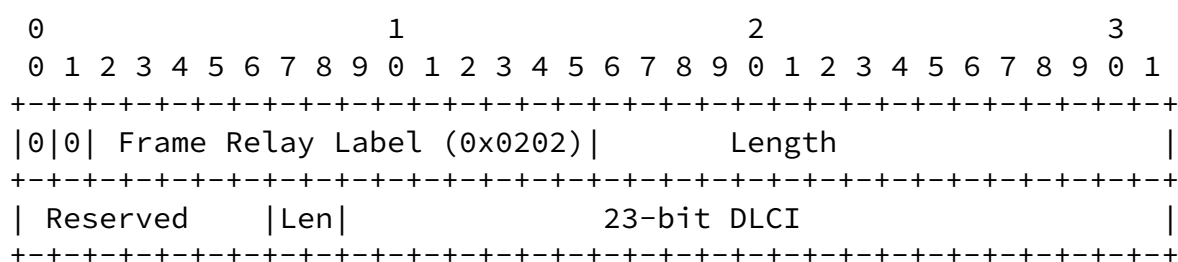 0                   1                   2                   3
 0 1 2 3 4 5 6 7 8 9 0 1 2 3 4 5 6 7 8 9 0 1 2 3 4 5 6 7 8 9 0 1
+-+-+-+-+-+-+-+-+-+-+-+-+-+-+-+-+-+-+-+-+-+-+-+-+-+-+-+-+-+-+-+-+
|0|0| Frame Relay Label (0x0202)|       Length                  |
+-+-+-+-+-+-+-+-+-+-+-+-+-+-+-+-+-+-+-+-+-+-+-+-+-+-+-+-+-+-+-+-+
| Reserved    |Len|              23-bit DLCI                    |
+-+-+-+-+-+-+-+-+-+-+-+-+-+-+-+-+-+-+-+-+-+-+-+-+-+-+-+-+-+-+-+-+